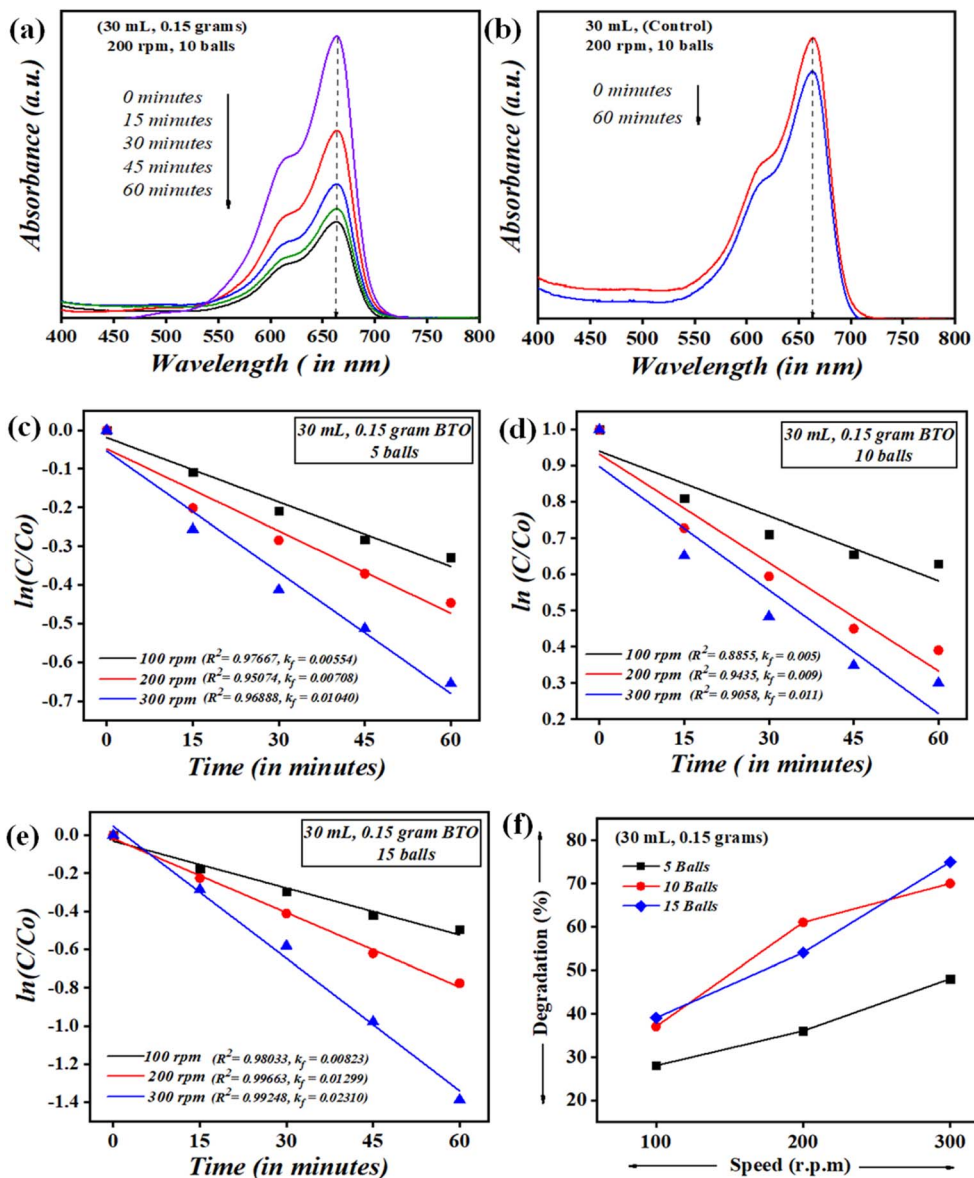 (a)
(30 mL, 0.15 grams)
200 rpm, 10 balls
0 minutes
15 minutes
30 minutes
45 minutes
60 minutes
Absorbance (a.u.)
400 450 500 550 600 650 700 750 800
Wavelength ( in nm)
(b)
30 mL, (Control)
200 rpm, 10 balls
0 minutes
60 minutes
Absorbance (a.u.)
400 450 500 550 600 650 700 750 800
Wavelength (in nm)
(c)
30 mL, 0.15 gram BTO
5 balls
ln(C/Co)
0.0
-0.1
-0.2
-0.3
-0.4
-0.5
-0.6
-0.7
100 rpm (R²= 0.97667, k_f = 0.00554)
200 rpm (R²= 0.95074, k_f = 0.00708)
300 rpm (R²= 0.96888, k_f = 0.01040)
0 15 30 45 60
Time (in minutes)
(d)
30 mL, 0.15 gram BTO
10 balls
ln (C/Co)
1.0
0.9
0.8
0.7
0.6
0.5
0.4
0.3
0.2
100 rpm (R²= 0.8855, k_f = 0.005)
200 rpm (R²= 0.9435, k_f = 0.009)
300 rpm (R²= 0.9058, k_f = 0.011)
0 15 30 45 60
Time ( in minutes)
(e)
30 mL, 0.15 gram BTO
15 balls
ln(C/Co)
0.0
-0.2
-0.4
-0.6
-0.8
-1.0
-1.2
-1.4
100 rpm (R²= 0.98033, k_f = 0.00823)
200 rpm (R²= 0.99663, k_f = 0.01299)
300 rpm (R²= 0.99248, k_f = 0.02310)
0 15 30 45 60
Time (in minutes)
(f)
(30 mL, 0.15 grams)
5 Balls
10 Balls
15 Balls
Degradation (%)
80
70
60
50
40
30
20
100 200 300
Speed (r.p.m)